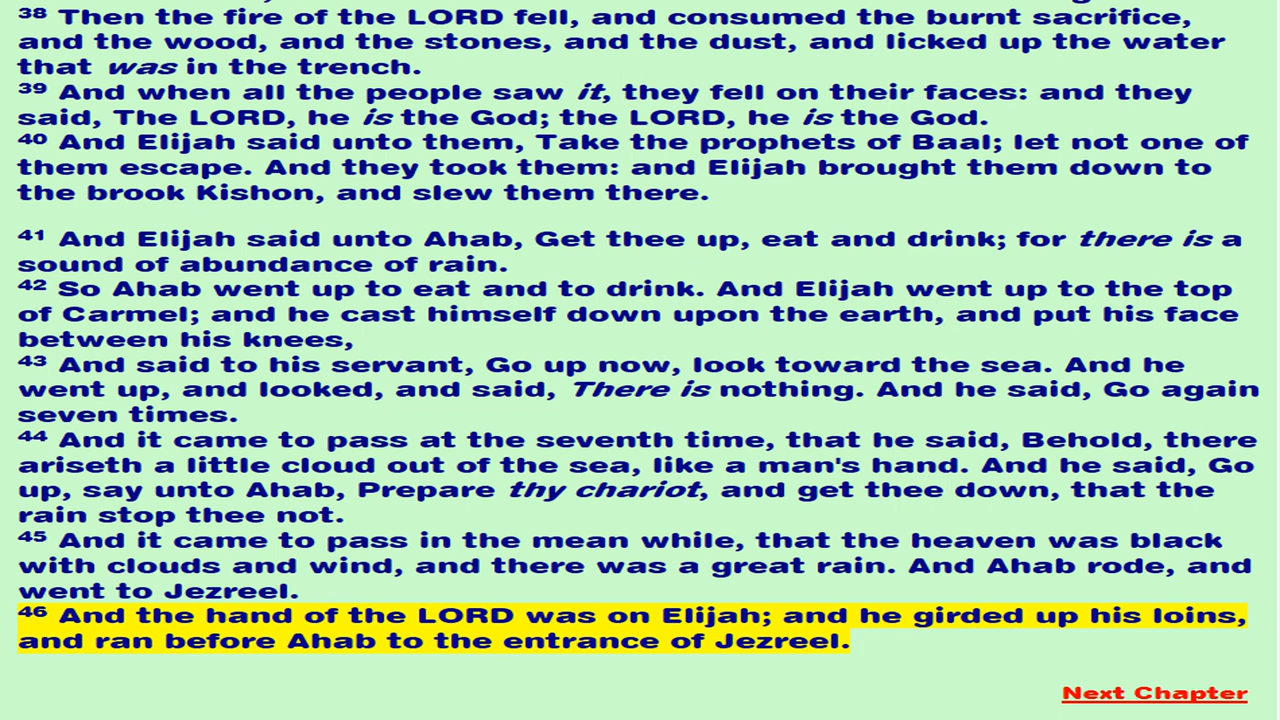 38 Then the fire of the LORD fell, and consumed the burnt sacrifice,
and the wood, and the stones, and the dust, and licked up the water
that was in the trench.
39 And when all the people saw it, they fell on their faces: and they
said, The LORD, he is the God; the LORD, he is the God.
40 And Elijah said unto them, Take the prophets of Baal; let not one of
them escape. And they took them: and Elijah brought them down to
the brook Kishon, and slew them there.
41 And Elijah said unto Ahab, Get thee up, eat and drink; for there is a
sound of abundance of rain.
42 So Ahab went up to eat and to drink. And Elijah went up to the top
of Carmel; and he cast himself down upon the earth, and put his face
between his knees,
43 And said to his servant, Go up now, look toward the sea. And he
went up, and looked, and said, There is nothing. And he said, Go again
seven times.
44 And it came to pass at the seventh time, that he said, Behold, there
ariseth a little cloud out of the sea, like a man's hand. And he said, Go
up, say unto Ahab, Prepare thy chariot, and get thee down, that the
rain stop thee not.
45 And it came to pass in the mean while, that the heaven was black
with clouds and wind, and there was a great rain. And Ahab rode, and
went to Jezreel.
46 And the hand of the LORD was on Elijah; and he girded up his loins,
and ran before Ahab to the entrance of Jezreel.
Next Chapter